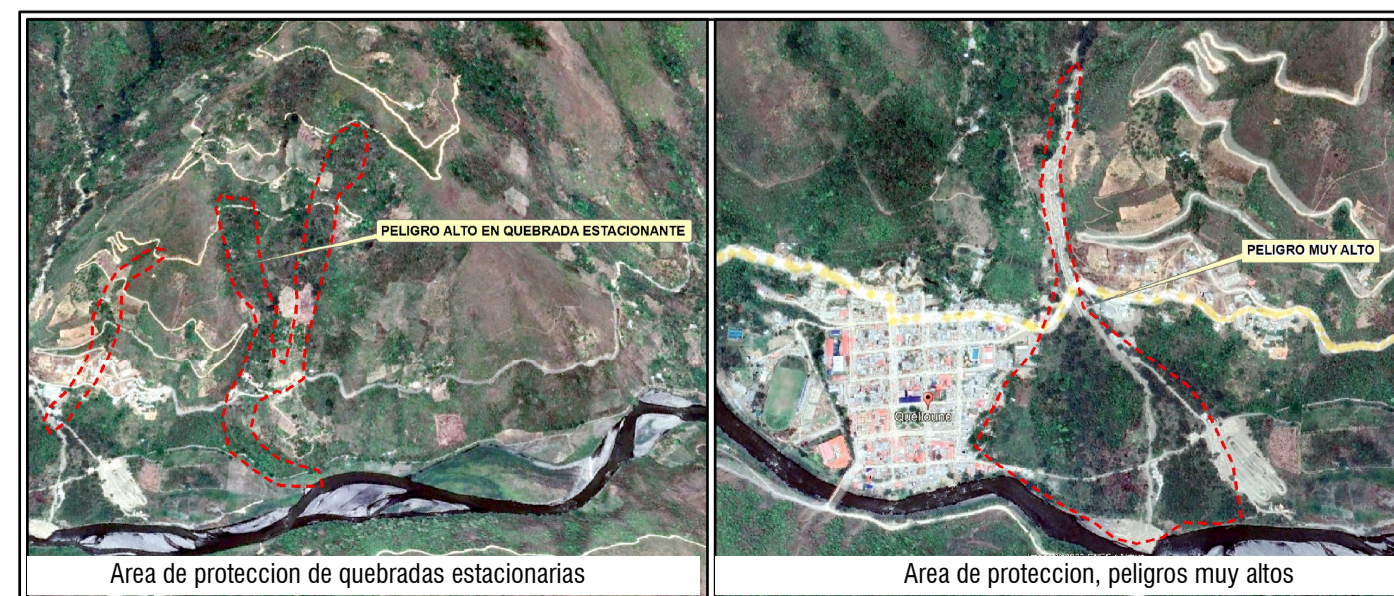 PELIGRO ALTO EN QUEBRADA ESTACIONANTE
Area de proteccion de quebradas estacionarias
PELIGRO MUY ALTO
Quellouno
Area de proteccion, peligros muy altos